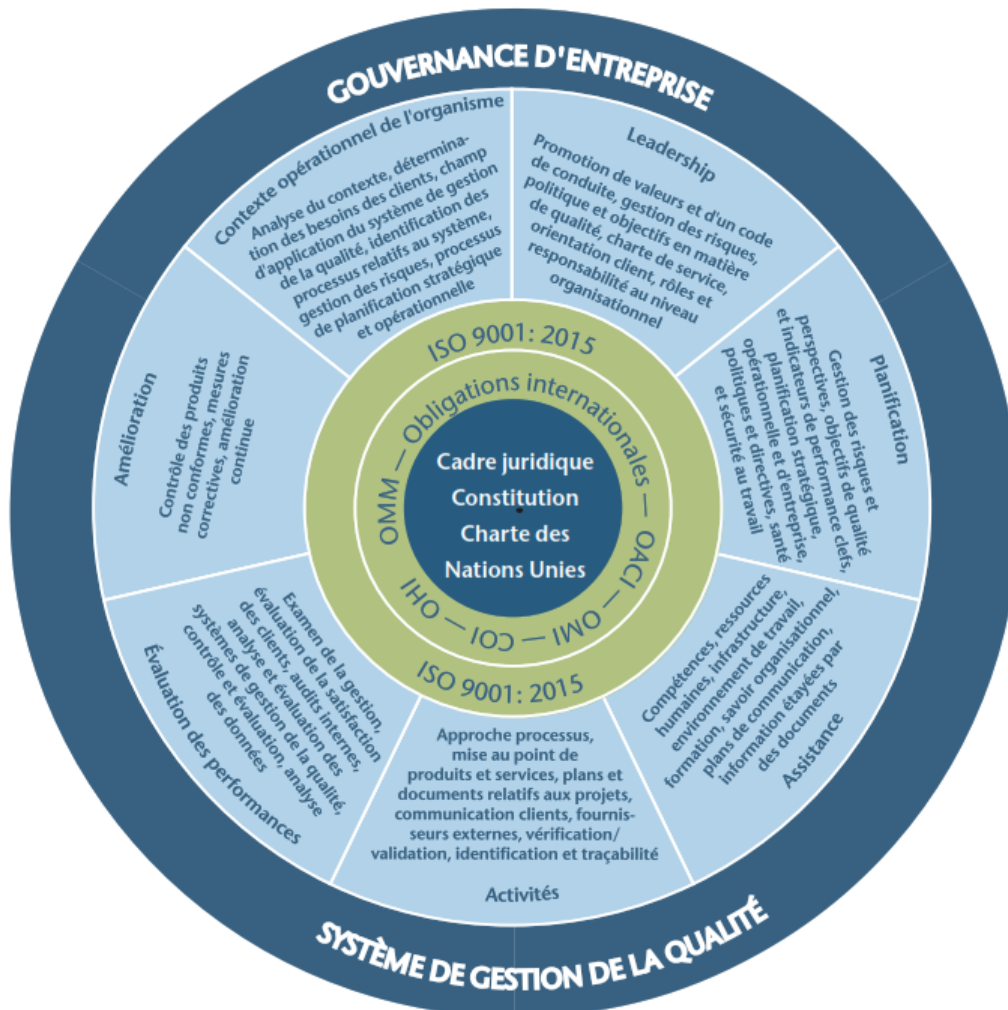 GOUVERNANCE D'ENTREPRISE
Contexte opérationnel de l'organisme
Analyse du contexte, détermina-
tion des besoins des clients, champ
d'application du système de gestion
de la qualité, identification des
processus relatifs au système,
gestion des risques, processus
de planification stratégique
et opérationnelle
Leadership
Promotion de valeurs et d'un code
de conduite, gestion des risques,
politique et objectifs en matière
de qualité, charte de service,
orientation client, rôles et
responsabilité au niveau
organisationnel
Planification
Gestion des risques et
perspectives, objectifs de qualité
et indicateurs de performance clefs,
planification stratégique,
opérationnelle et d'entreprise,
politiques et directives, santé
et sécurité au travail
Compétences, ressources
humaines, infrastructure,
environnement de travail,
formation, savoir organisationnel,
plans de communication,
information étayées par
des documents
Assistance
Approche processus,
mise au point de
produits et services, plans et
documents relatifs aux projets,
communication clients, fournis-
seurs externes, vérification/
validation, identification et traçabilité
Activités
Examen de la gestion,
évaluation de la satisfaction
des clients, audits internes,
analyse et évaluation des
systèmes de gestion de la qualité,
contrôle et évaluation, analyse
des données
Évaluation des performances
Amélioration
Contrôle des produits
non conformes, mesures
correctives, amélioration
continue
ISO 9001: 2015
OMM — Obligations internationales — OACI — OMI — COI — OHI
Cadre juridique
Constitution
Charte des
Nations Unies
ISO 9001: 2015
SYSTÈME DE GESTION DE LA QUALITÉ